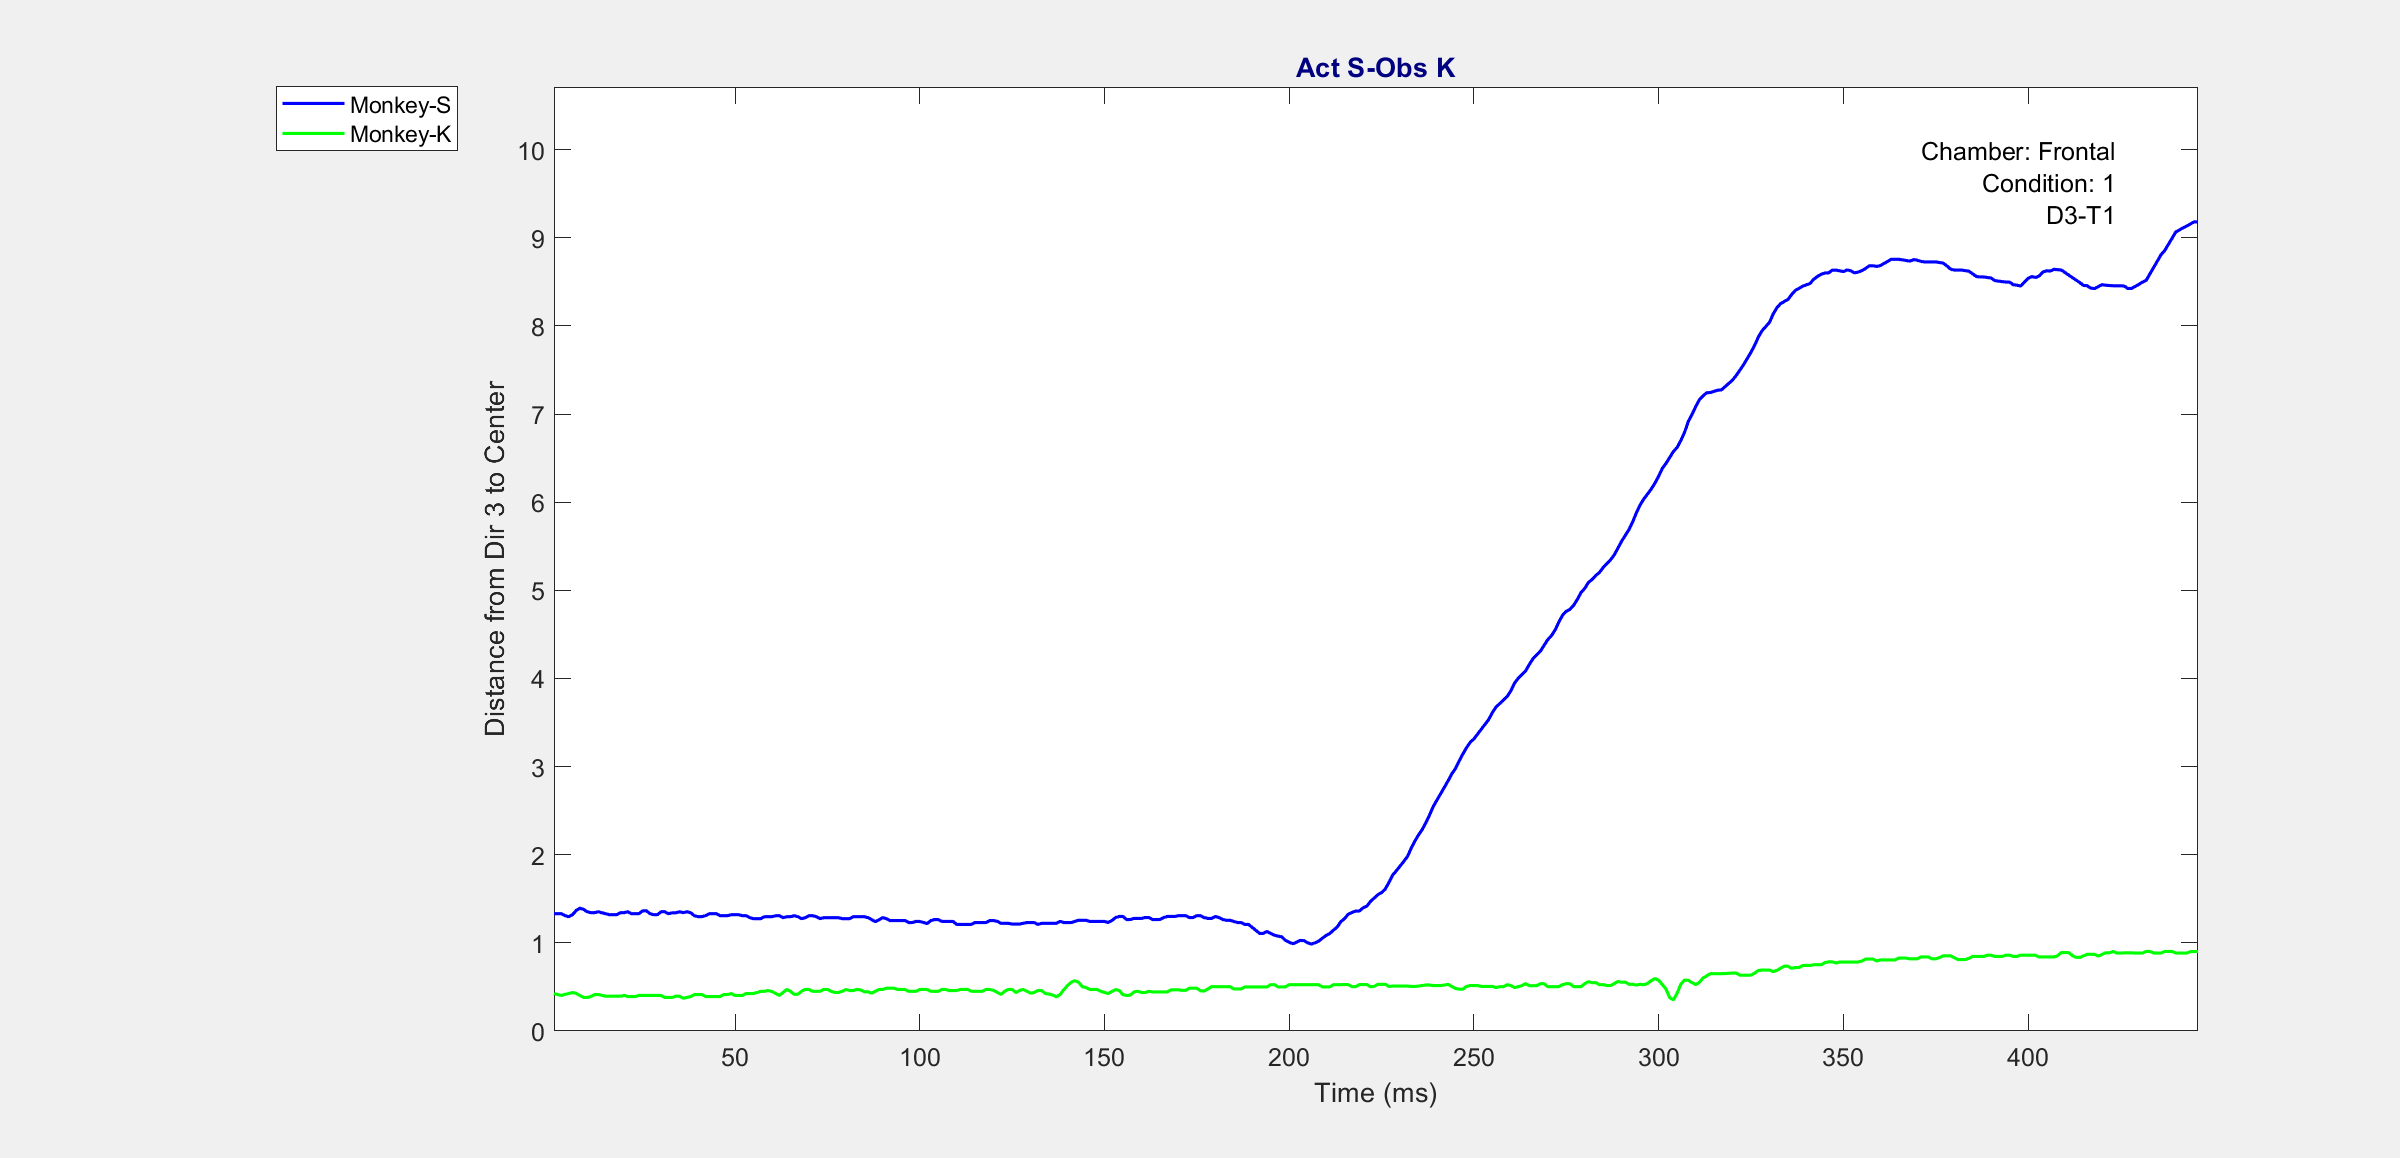 Act S-Obs K
Monkey-S
Monkey-K
Chamber: Frontal
Condition: 1
D3-T1
Distance from Dir 3 to Center
10
9
8
7
6
5
4
3
2
1
0
50 100 150 200 250 300 350 400
Time (ms)